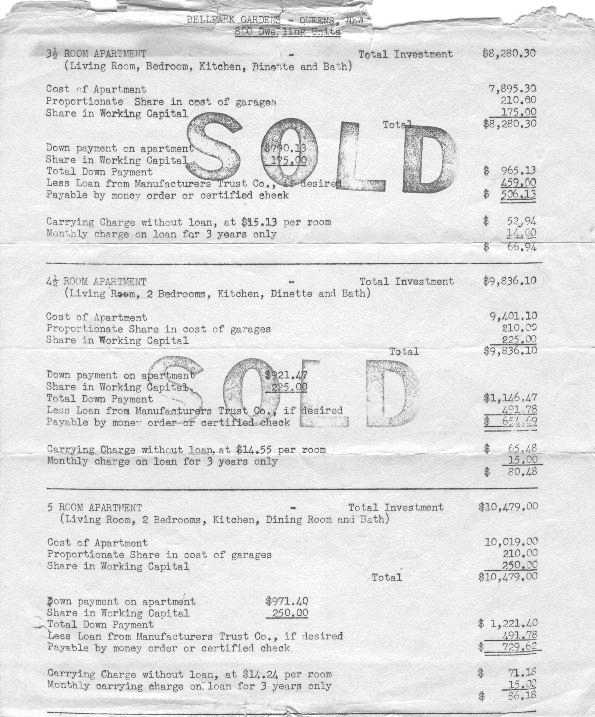 BELLPARK GARDENS - QUEENS, NEW
800 Dwelling Units
3½ ROOM APARTMENT - Total Investment $8,280.30
(Living Room, Bedroom, Kitchen, Dinette and Bath)
Cost of Apartment 7,895.30
Proportionate Share in cost of garages 210.00
Share in Working Capital 175.00
Total $8,280.30
SOLD
Down payment on apartment $790.13
Share in Working Capital 175.00
Total Down Payment $ 965.13
Less Loan from Manufacturers Trust Co., if desired 459.00
Payable by money order or certified check $ 506.13
Carrying Charge without loan, at $15.13 per room $ 52.94
Monthly charge on loan for 3 years only 14.00
$ 66.94
4½ ROOM APARTMENT - Total Investment $9,836.10
(Living Room, 2 Bedrooms, Kitchen, Dinette and Bath)
Cost of Apartment 9,401.10
Proportionate Share in cost of garages 210.00
Share in Working Capital 225.00
Total $9,836.10
SOLD
Down payment on apartment $921.47
Share in Working Capital 225.00
Total Down Payment $1,146.47
Less Loan from Manufacturers Trust Co., if desired 491.78
Payable by money order or certified check $ 654.69
Carrying Charge without loan, at $14.55 per room $ 65.48
Monthly charge on loan for 3 years only 15.00
$ 80.48
5 ROOM APARTMENT - Total Investment $10,479.00
(Living Room, 2 Bedrooms, Kitchen, Dining Room and Bath)
Cost of Apartment 10,019.00
Proportionate Share in cost of garages 210.00
Share in Working Capital 250.00
Total $10,479.00
Down payment on apartment $971.40
Share in Working Capital 250.00
Total Down Payment $ 1,221.40
Less Loan from Manufacturers Trust Co., if desired 491.78
Payable by money order or certified check $ 729.62
Carrying Charge without loan, at $14.24 per room $ 71.18
Monthly carrying charge on loan for 3 years only 15.00
$ 86.18